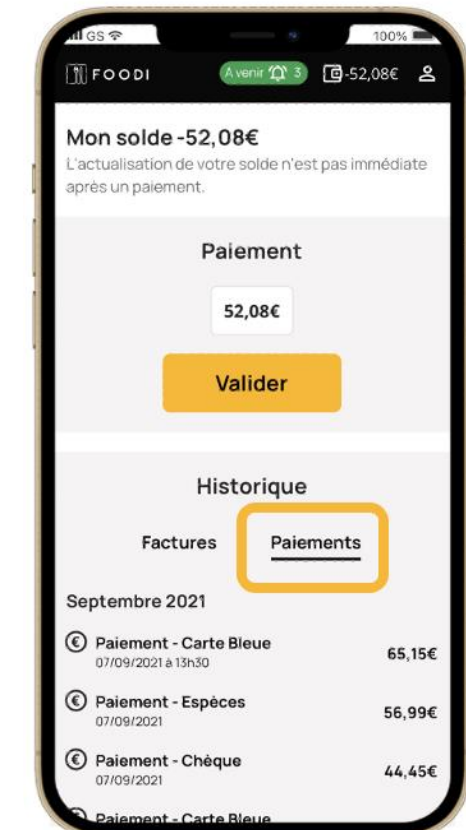 GS 100%
FOODI A venir 3 -52,08€
Mon solde -52,08€
L'actualisation de votre solde n'est pas immédiate
après un paiement.
Paiement
52,08€
Valider
Historique
Factures Paiements
Septembre 2021
Paiement - Carte Bleue 65,15€
07/09/2021 à 13h30
Paiement - Espèces 56,99€
07/09/2021
Paiement - Chèque 44,45€
07/09/2021
Paiement - Carte Bleue